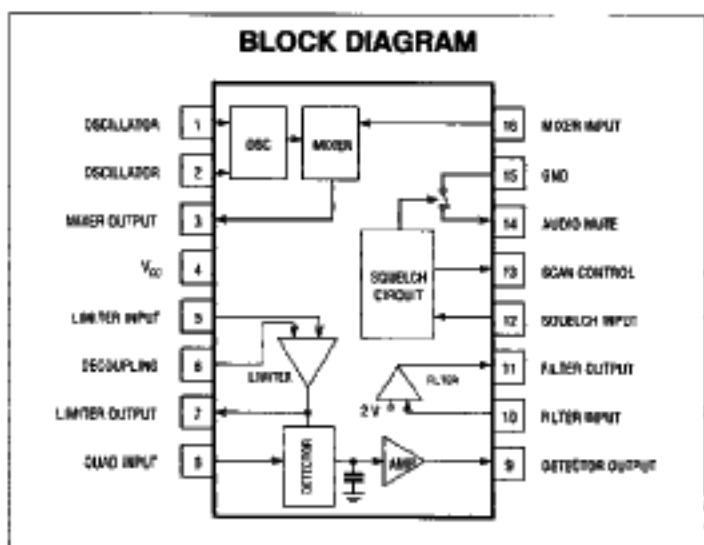 BLOCK DIAGRAM
OSCILLATOR 1
OSCILLATOR 2
MIXER OUTPUT 3
VCC 4
LIMITER INPUT 5
DECOUPLING 6
LIMITER OUTPUT 7
QUAD INPUT 8
OSC
MIXER
SQUELCH
CIRCUIT
LIMITER
FILTER
2 V
DETECTOR
AMP
16 MIXER INPUT
15 GND
14 AUDIO MUTE
13 SCAN CONTROL
12 SQUELCH INPUT
11 FILTER OUTPUT
10 FILTER INPUT
9 DETECTOR OUTPUT